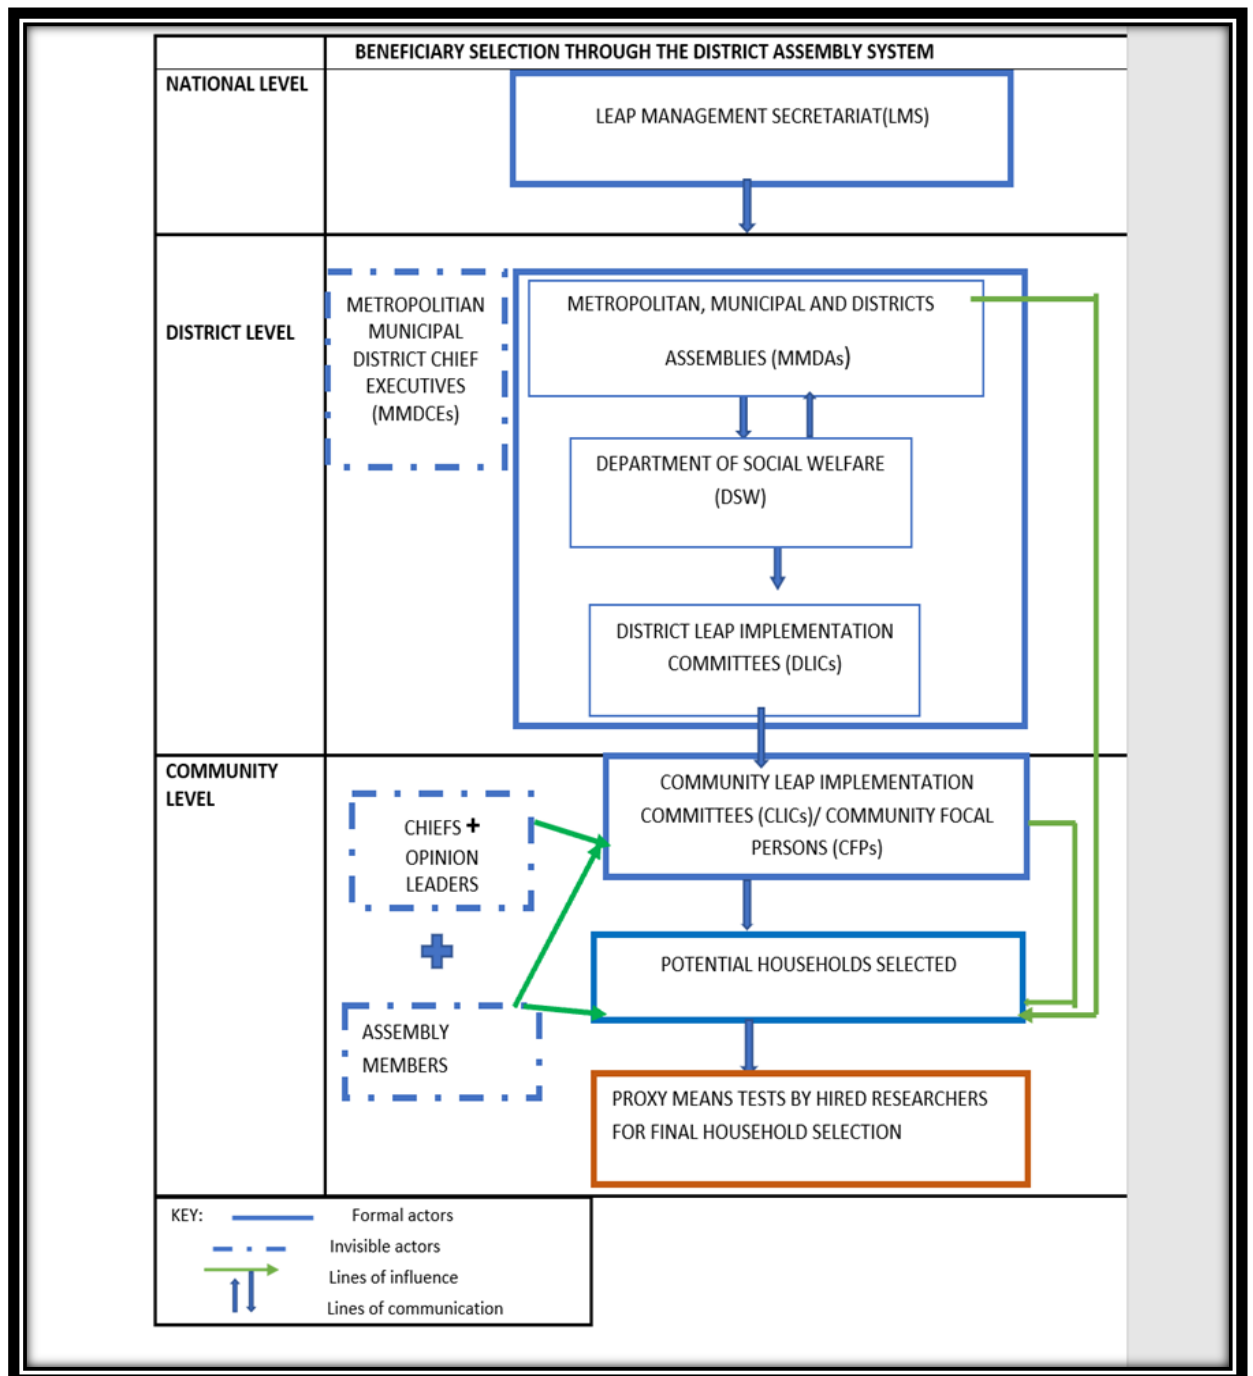 BENEFICIARY SELECTION THROUGH THE DISTRICT ASSEMBLY SYSTEM
NATIONAL LEVEL
LEAP MANAGEMENT SECRETARIAT(LMS)
DISTRICT LEVEL
METROPOLITIAN
MUNICIPAL
DISTRICT CHIEF
EXECUTIVES
(MMDCEs)
METROPOLITAN, MUNICIPAL AND DISTRICTS
ASSEMBLIES (MMDAs)
DEPARTMENT OF SOCIAL WELFARE
(DSW)
DISTRICT LEAP IMPLEMENTATION
COMMITTEES (DLICs)
COMMUNITY
LEVEL
CHIEFS +
OPINION
LEADERS
ASSEMBLY
MEMBERS
COMMUNITY LEAP IMPLEMENTATION
COMMITTEES (CLICs)/ COMMUNITY FOCAL
PERSONS (CFPs)
POTENTIAL HOUSEHOLDS SELECTED
PROXY MEANS TESTS BY HIRED RESEARCHERS
FOR FINAL HOUSEHOLD SELECTION
KEY: Formal actors
Invisible actors
Lines of influence
Lines of communication